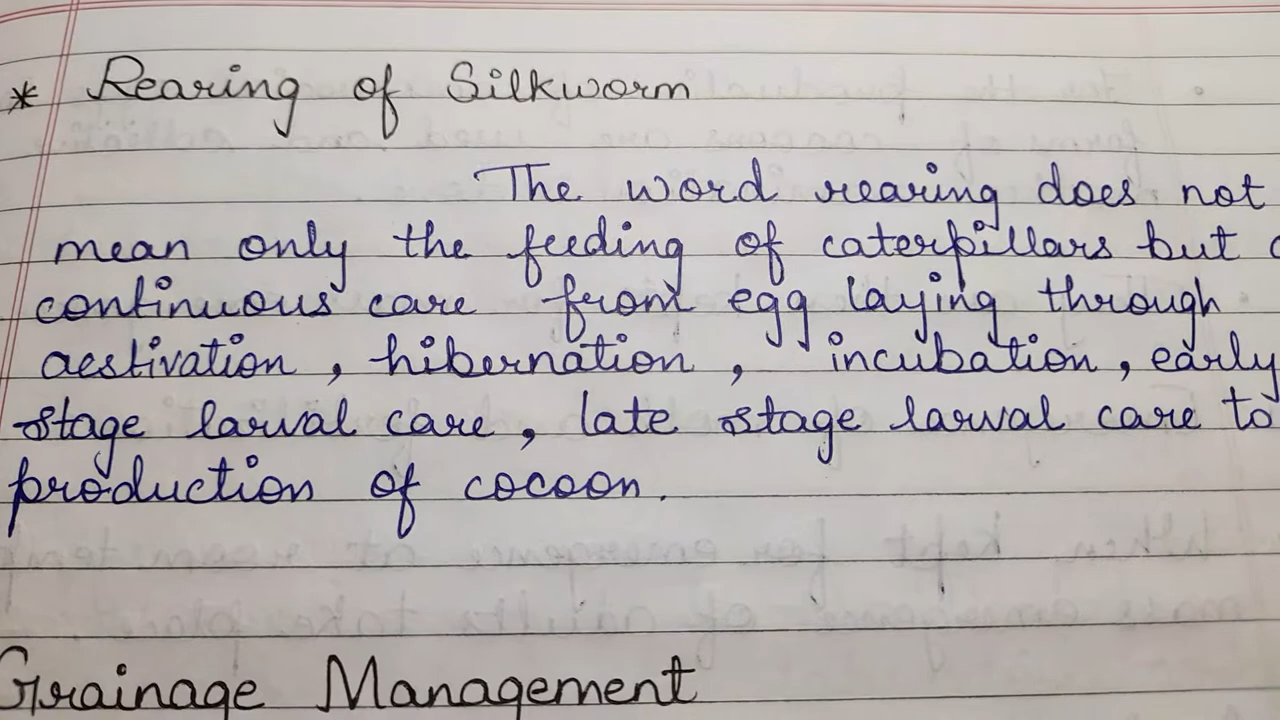 * Rearing of Silkworm
The word rearing does not
mean only the feeding of caterpillars but
continuous care from egg laying through
aestivation, hibernation, incubation, early
stage larval care, late stage larval care to
production of cocoon.
Grainage Management